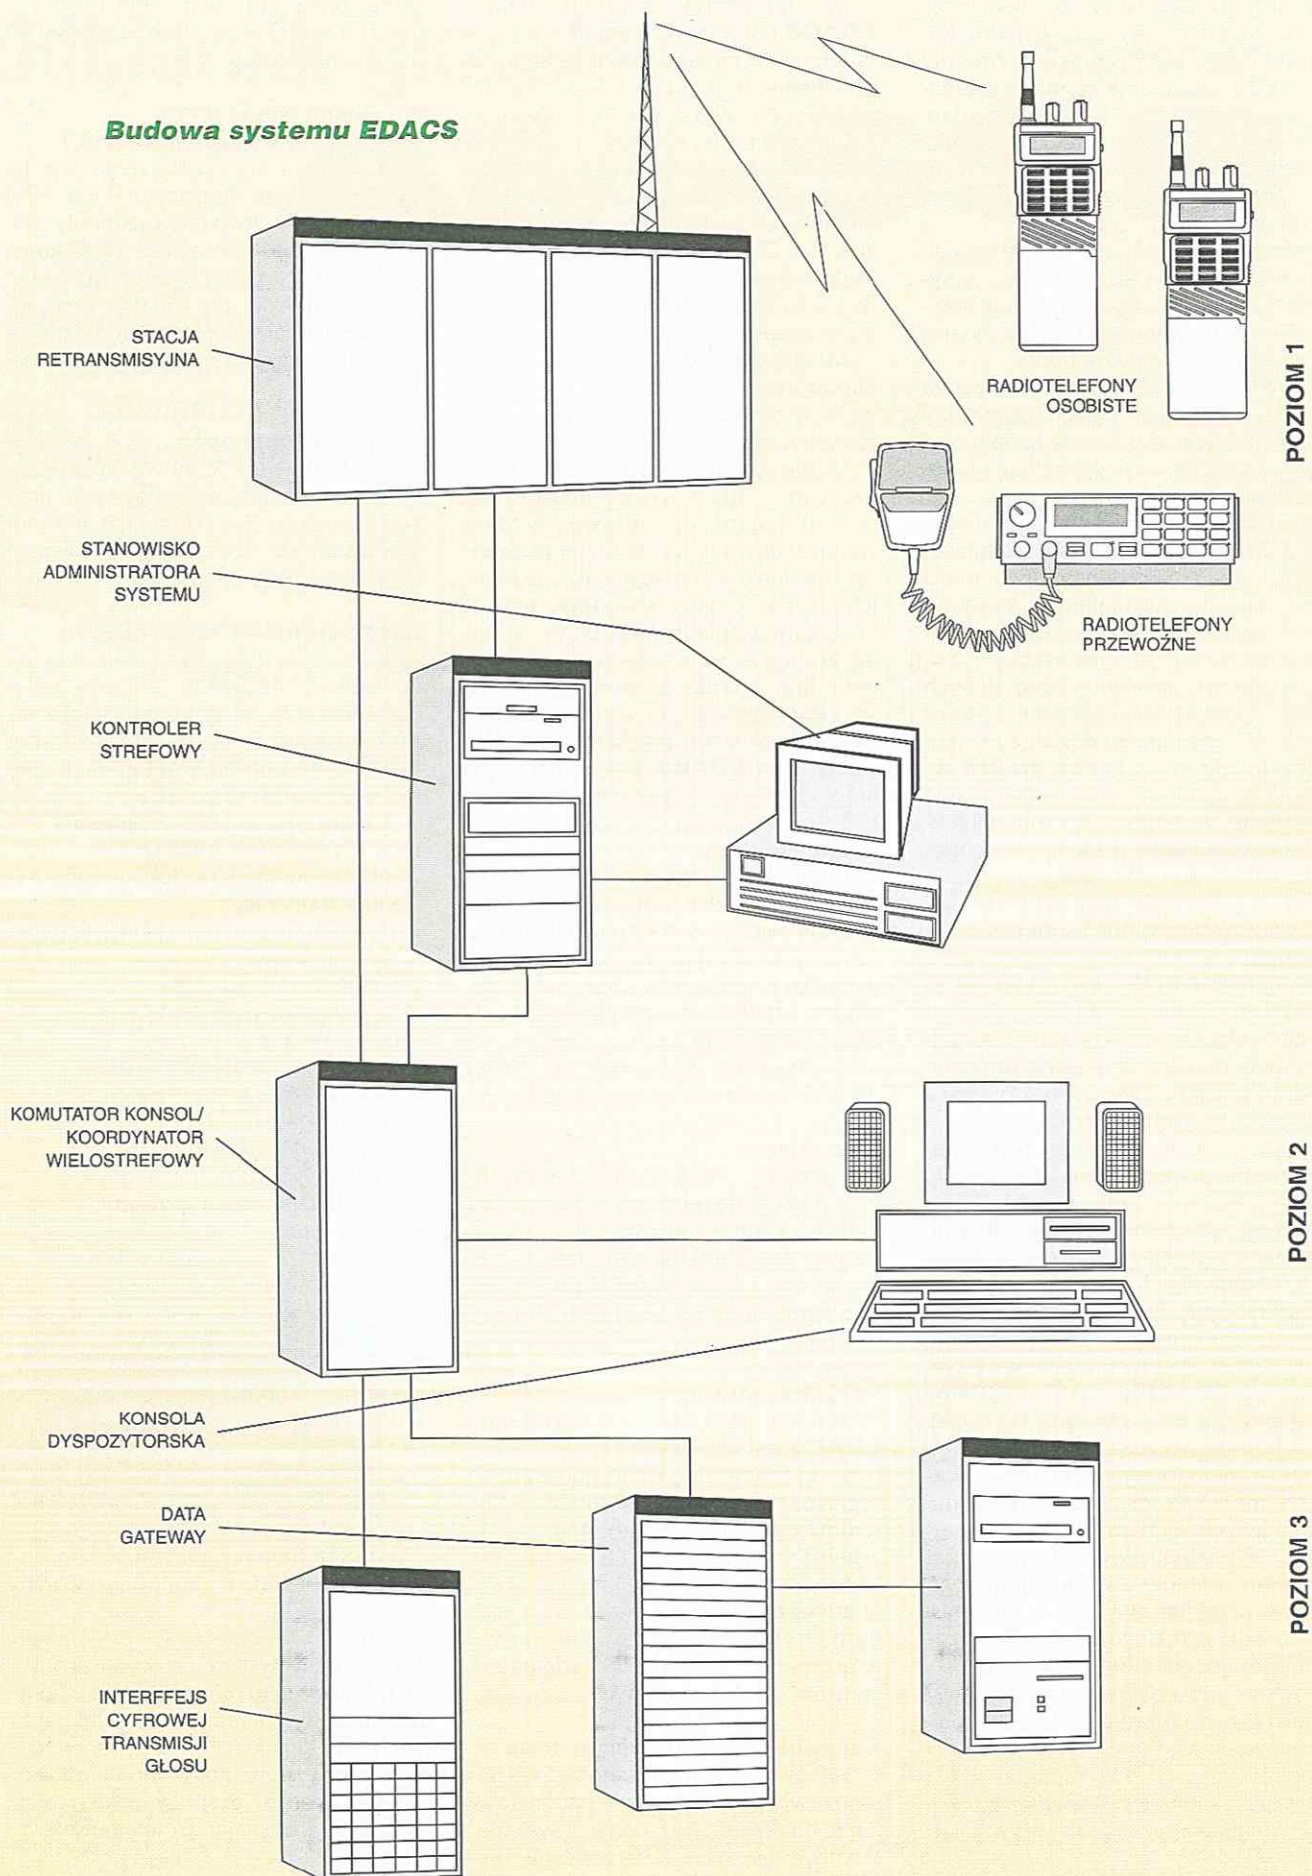 Budowa systemu EDACS
STACJA
RETRANSMISYJNA
RADIOTELEFONY
OSOBISTE
POZIOM 1
STANOWISKO
ADMINISTRATORA
SYSTEMU
RADIOTELEFONY
PRZEWOŹNE
KONTROLER
STREFOWY
KOMUTATOR KONSOL/
KOORDYNATOR
WIELOSTREFOWY
POZIOM 2
KONSOLA
DYSPOZYTORSKA
DATA
GATEWAY
POZIOM 3
INTERFFEJS
CYFROWEJ
TRANSMISJI
GŁOSU